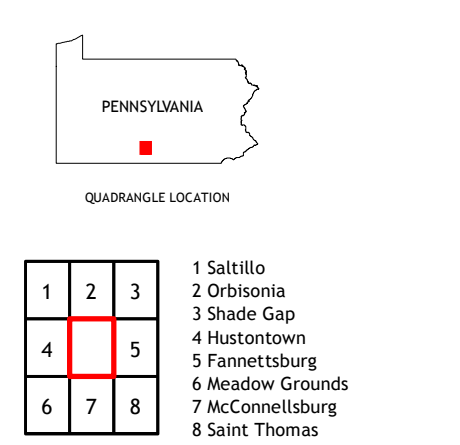 PENNSYLVANIA
QUADRANGLE LOCATION
1 2 3
4 5
6 7 8
1 Saltillo
2 Orbisonia
3 Shade Gap
4 Hustontown
5 Fannettsburg
6 Meadow Grounds
7 McConnellsburg
8 Saint Thomas